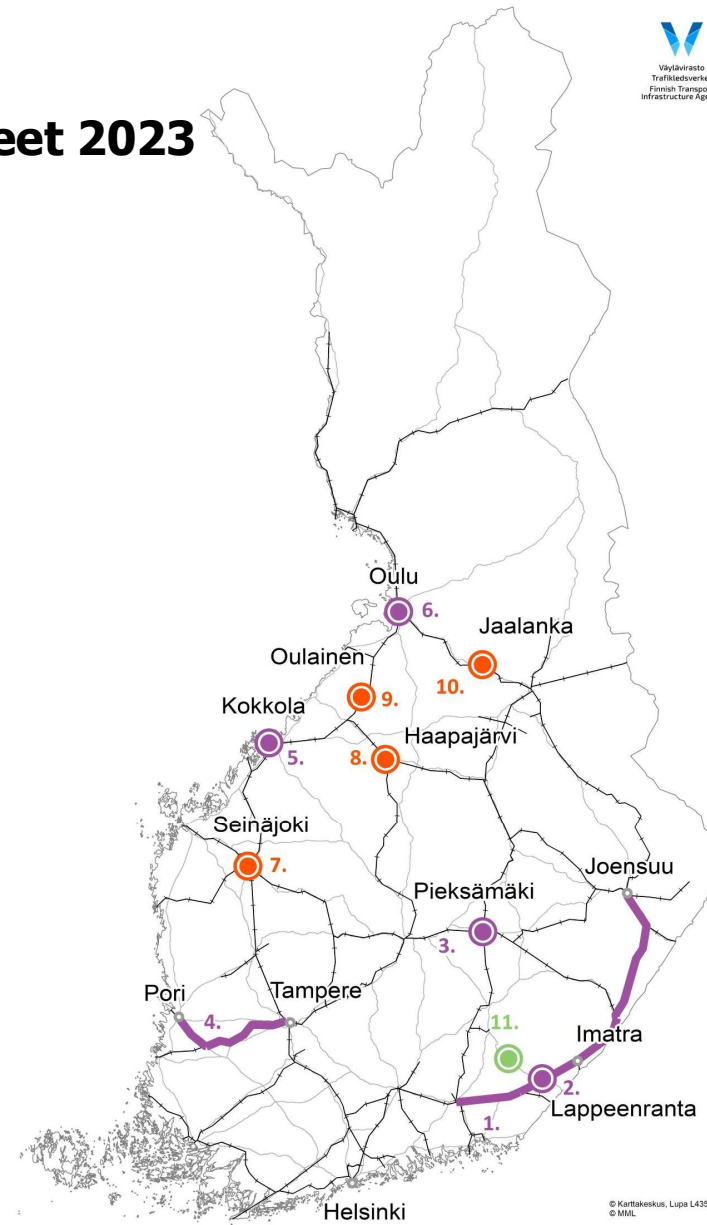 eet 2023
Väylävirasto
Trafikledsverke
Finnish Transpo
Infrastructure Age
Oulu
6.
Jaalanka
10.
Oulainen
9.
Kokkola
5.
Haapajärvi
8.
Seinäjoki
7.
Joensuu
Pieksämäki
3.
Pori
4.
Tampere
11.
Imatra
2.
Lappeenranta
1.
Helsinki
© Karttakeskus, Lupa L435
© MML